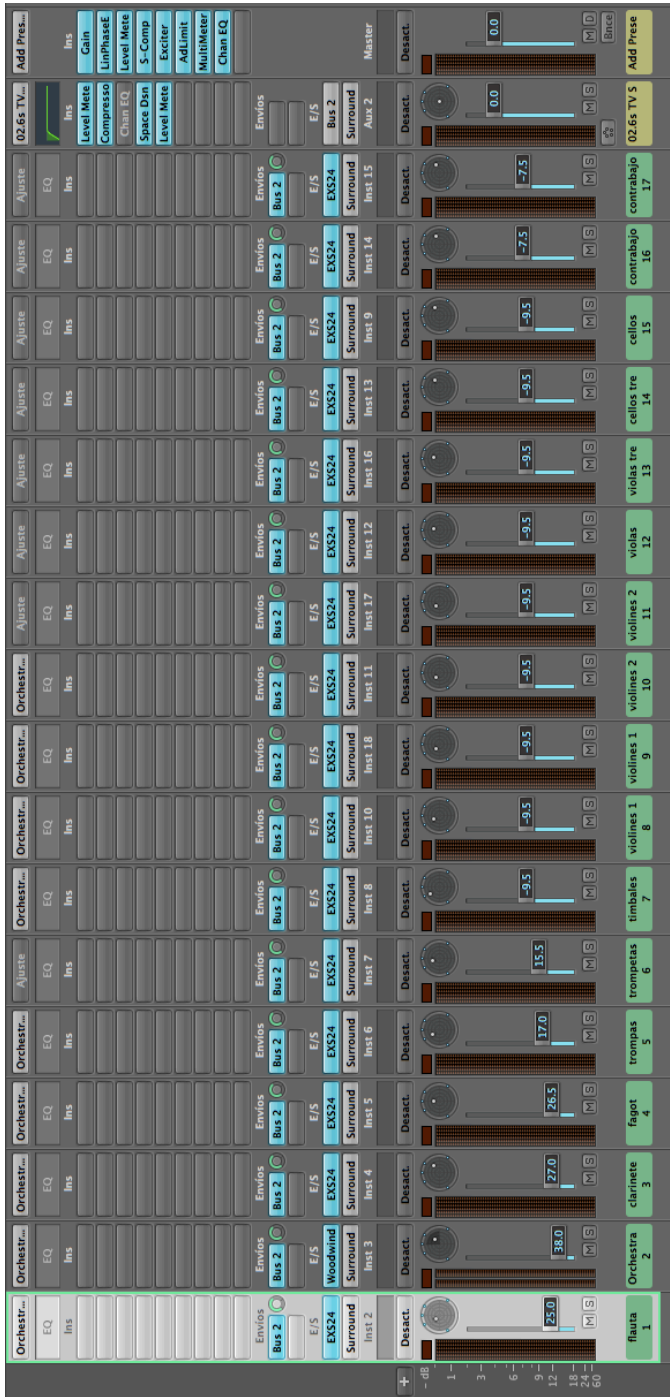 Orchestr... Orchestr... Orchestr... Orchestr... Orchestr... Ajuste Orchestr... Orchestr... Orchestr... Orchestr... Ajuste Ajuste Ajuste Ajuste Ajuste Ajuste Ajuste 02.6s TV... Add Pres...
EQ EQ EQ EQ EQ EQ EQ EQ EQ EQ EQ EQ EQ EQ EQ EQ EQ
Ins Ins Ins Ins Ins Ins Ins Ins Ins Ins Ins Ins Ins Ins Ins Ins Ins Ins Ins
Level Mete Gain
Compresso LinPhaseE
Chan EQ Level Mete
Space Dsn S-Comp
Level Mete Exciter
AdLimit
MultiMeter
Chan EQ
Envíos Envíos Envíos Envíos Envíos Envíos Envíos Envíos Envíos Envíos Envíos Envíos Envíos Envíos Envíos Envíos Envíos Envíos
Bus 2 Bus 2 Bus 2 Bus 2 Bus 2 Bus 2 Bus 2 Bus 2 Bus 2 Bus 2 Bus 2 Bus 2 Bus 2 Bus 2 Bus 2 Bus 2 Bus 2
E/S E/S E/S E/S E/S E/S E/S E/S E/S E/S E/S E/S E/S E/S E/S E/S E/S E/S
EXS24 Woodwind EXS24 EXS24 EXS24 EXS24 EXS24 EXS24 EXS24 EXS24 EXS24 EXS24 EXS24 EXS24 EXS24 EXS24 EXS24 Bus 2
Surround Surround Surround Surround Surround Surround Surround Surround Surround Surround Surround Surround Surround Surround Surround Surround Surround Surround
Inst 2 Inst 3 Inst 4 Inst 5 Inst 6 Inst 7 Inst 8 Inst 10 Inst 18 Inst 11 Inst 17 Inst 12 Inst 16 Inst 13 Inst 9 Inst 14 Inst 15 Aux 2 Master
+ Desact. Desact. Desact. Desact. Desact. Desact. Desact. Desact. Desact. Desact. Desact. Desact. Desact. Desact. Desact. Desact. Desact. Desact. Desact.
- dB
1
3
6
9
12
18
24
60
25.0 38.0 27.0 26.5 17.0 15.5 -9.5 -9.5 -9.5 -9.5 -9.5 -9.5 -9.5 -9.5 -9.5 -7.5 -7.5 0.0 0.0
M S M S M S M S M S M S M S M S M S M S M S M S M S M S M S M S M S M S M D
Bnce
flauta Orchestra clarinete fagot trompas trompetas timbales violines 1 violines 1 violines 2 violines 2 violas violas tre cellos tre cellos contrabajo contrabajo 02.6s TV S Add Prese
1 2 3 4 5 6 7 8 9 10 11 12 13 14 15 16 17